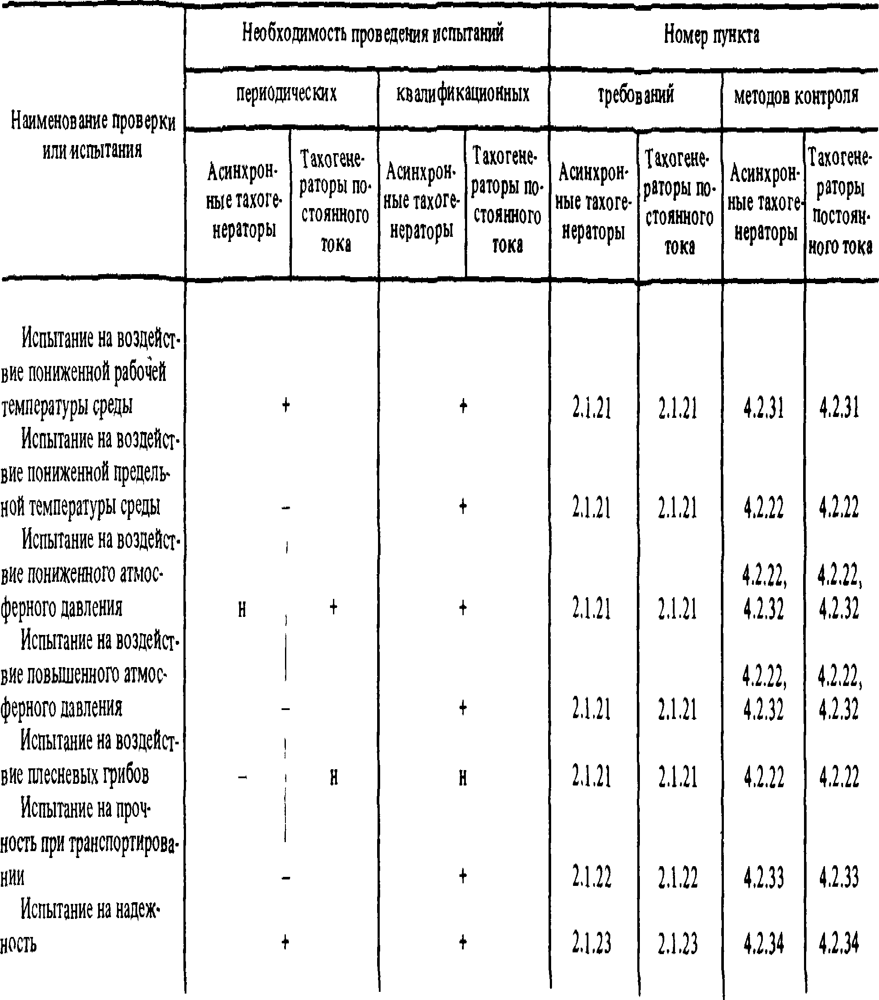 Необходимость проведения испытаний
Номер пункта
периодических
квалификационных
требований
методов контроля
Наименование проверки
или испытания
Асинхрон-
ные тахоге-
нераторы
Тахогене-
раторы по-
стоянного
тока
Асинхрон-
ные тахоге-
нераторы
Тахогене-
раторы по-
стоянного
тока
Асинхрон-
ные тахоге-
нераторы
Тахогене-
раторы по-
стоянного
тока
Асинхрон-
ные тахоге-
нераторы
Тахогене-
раторы
постоян-
ного тока
Испытание на воздейст-
вие пониженной рабочей
температуры среды + + 2.1.21 2.1.21 4.2.31 4.2.31
Испытание на воздейст-
вие пониженной предель-
ной температуры среды – + 2.1.21 2.1.21 4.2.22 4.2.22
Испытание на воздейст-
вие пониженного атмос- 4.2.22, 4.2.22,
ферного давления н + + 2.1.21 2.1.21 4.2.32 4.2.32
Испытание на воздейст-
вие повышенного атмос- 4.2.22, 4.2.22,
ферного давления – + 2.1.21 2.1.21 4.2.32 4.2.32
Испытание на воздейст-
вие плесневых грибов – н н 2.1.21 2.1.21 4.2.22 4.2.22
Испытание на проч-
ность при транспортирова-
нии – + 2.1.22 2.1.22 4.2.33 4.2.33
Испытание на надеж-
ность + + 2.1.23 2.1.23 4.2.34 4.2.34